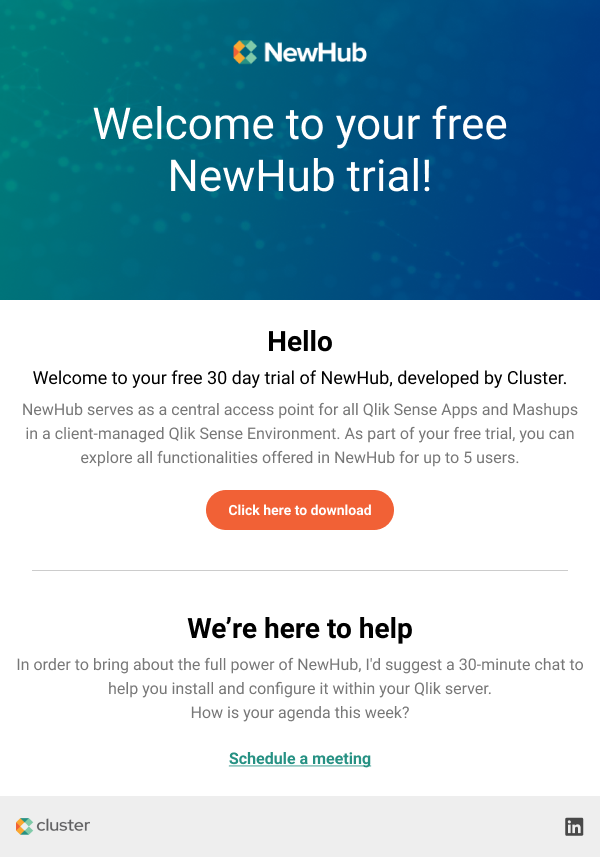 NewHub
Welcome to your free
NewHub trial!
Hello
Welcome to your free 30 day trial of NewHub, developed by Cluster.
NewHub serves as a central access point for all Qlik Sense Apps and Mashups
in a client-managed Qlik Sense Environment. As part of your free trial, you can
explore all functionalities offered in NewHub for up to 5 users.
Click here to download
We’re here to help
In order to bring about the full power of NewHub, I'd suggest a 30-minute chat to
help you install and configure it within your Qlik server.
How is your agenda this week?
Schedule a meeting
cluster
in